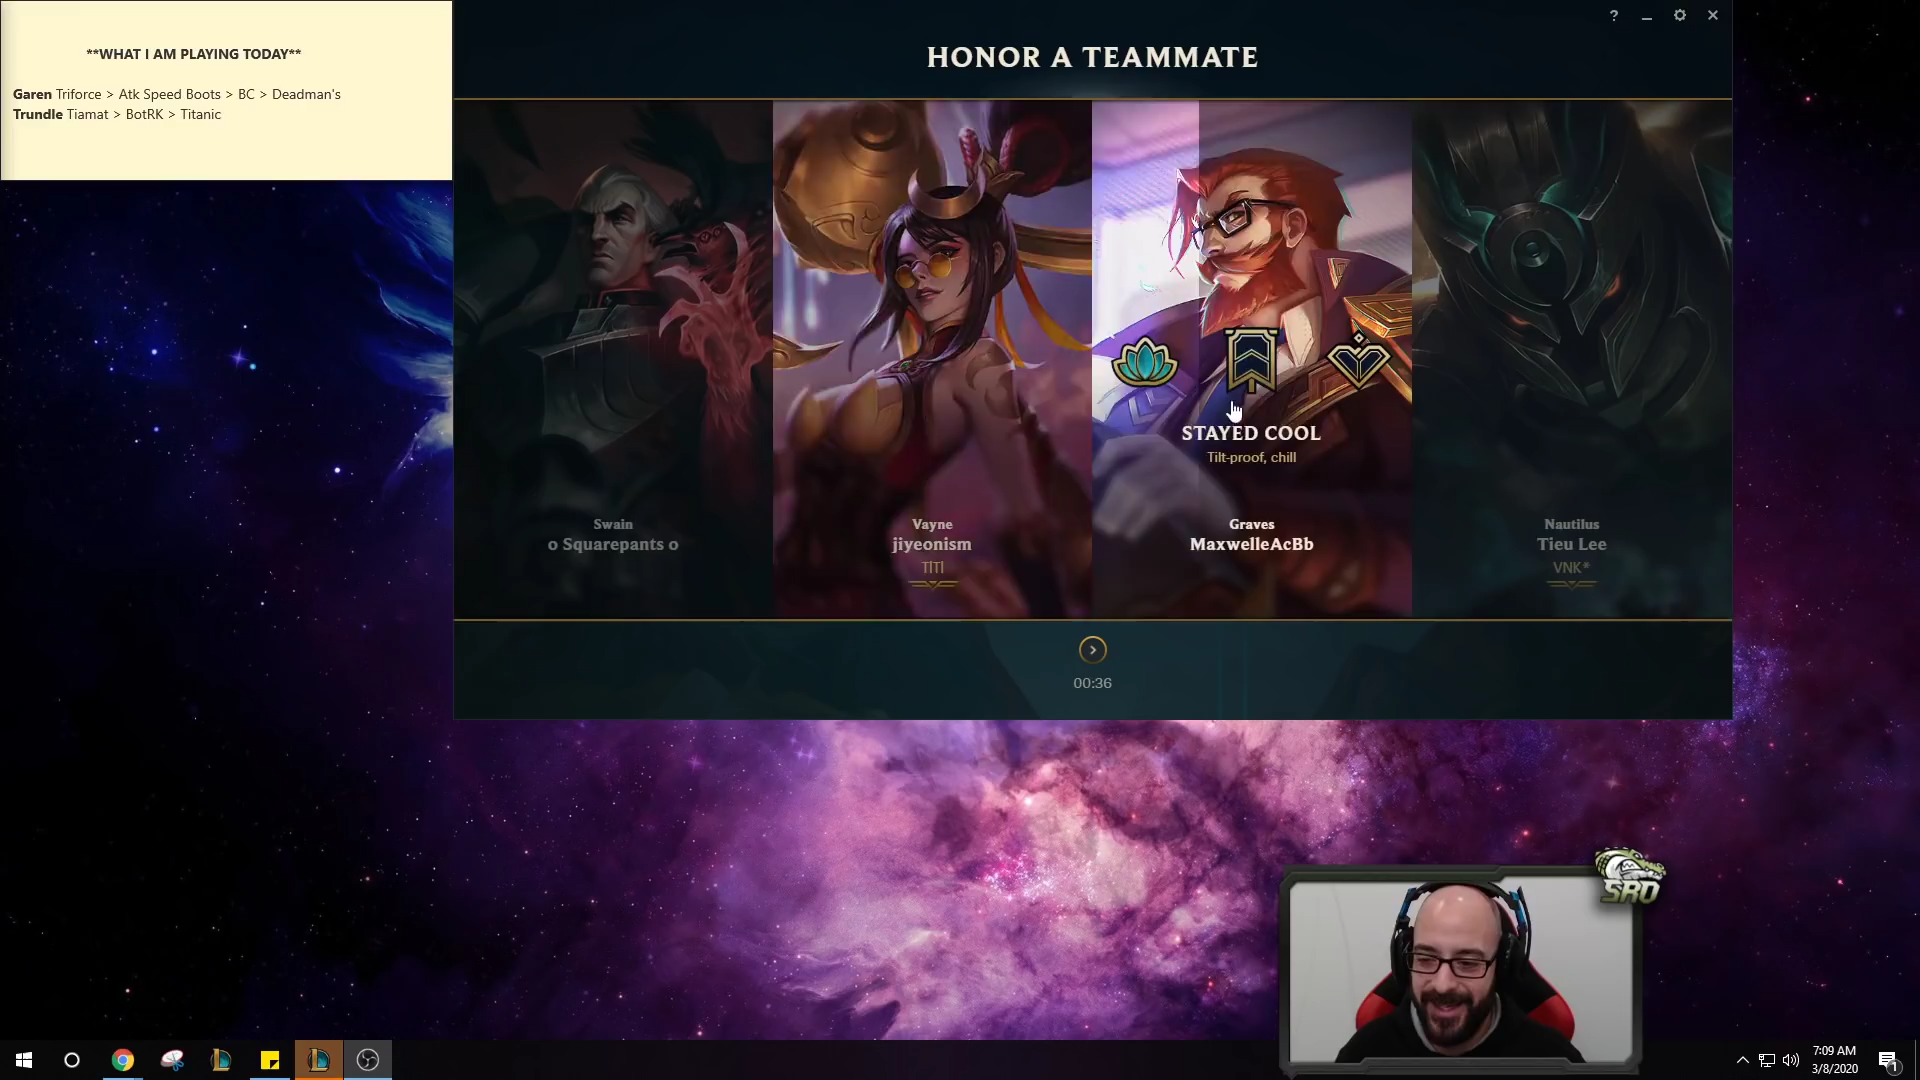 **WHAT I AM PLAYING TODAY**
Garen Triforce > Atk Speed Boots > BC > Deadman's
Trundle Tiamat > BotRK > Titanic
?
HONOR A TEAMMATE
STAYED COOL
Tilt-proof, chill
Swain
o Squarepants o
Vayne
jiyeonism
TiTl
Graves
MaxwelleAcBb
Nautilus
Tieu Lee
VNK*
00:36
SRO
7:09 AM
3/8/2020
1